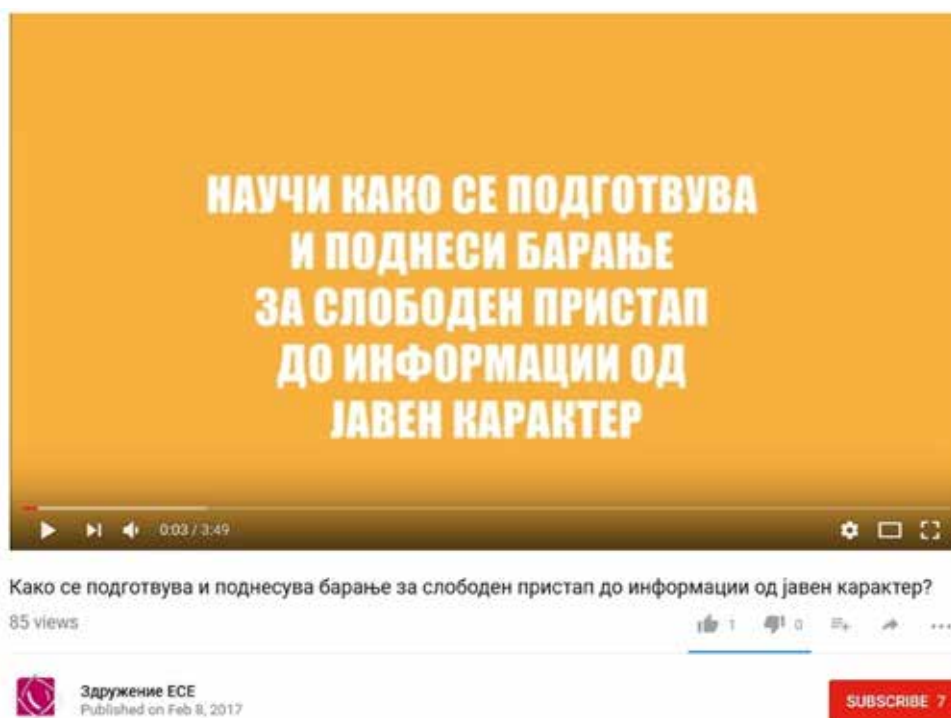 НАУЧИ КАКО СЕ ПОДГОТВУВА
И ПОДНЕСИ БАРАЊЕ
ЗА СЛОБОДЕН ПРИСТАП
ДО ИНФОРМАЦИИ ОД
ЈАВЕН КАРАКТЕР
0:03 / 3:49
Како се подготвува и поднесува барање за слободен пристап до информации од јавен карактер?
85 views
1
0
Здружение ЕСЕ
Published on Feb 8, 2017
SUBSCRIBE 7